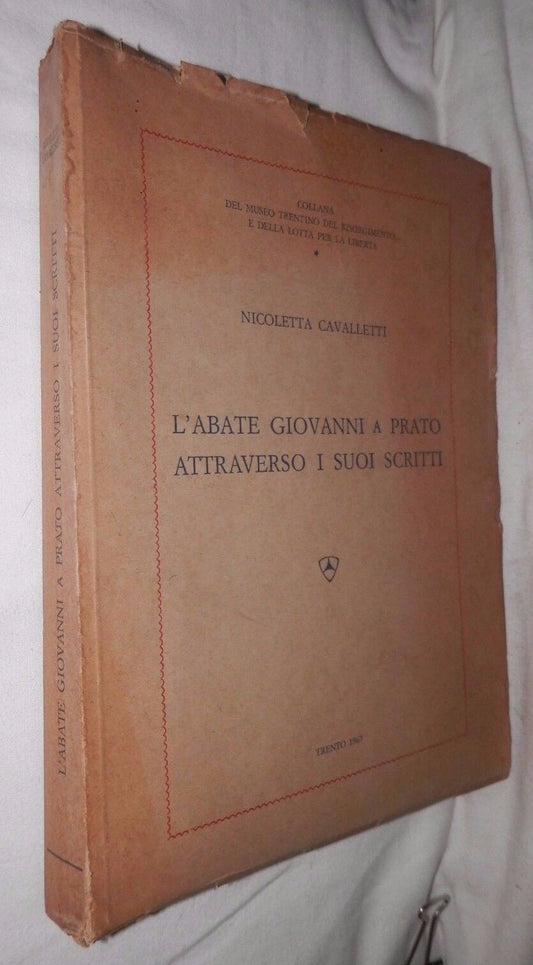 COLLANA
DEL MUSEO TRENTINO DEL RISORGIMENTO
E DELLA LOTTA PER LA LIBERTÀ
*
NICOLETTA CAVALLETTI
L'ABATE GIOVANNI A PRATO
ATTRAVERSO I SUOI SCRITTI
TRENTO 1967
L'ABATE GIOVANNI A PRATO ATTRAVERSO I SUOI SCRITTI